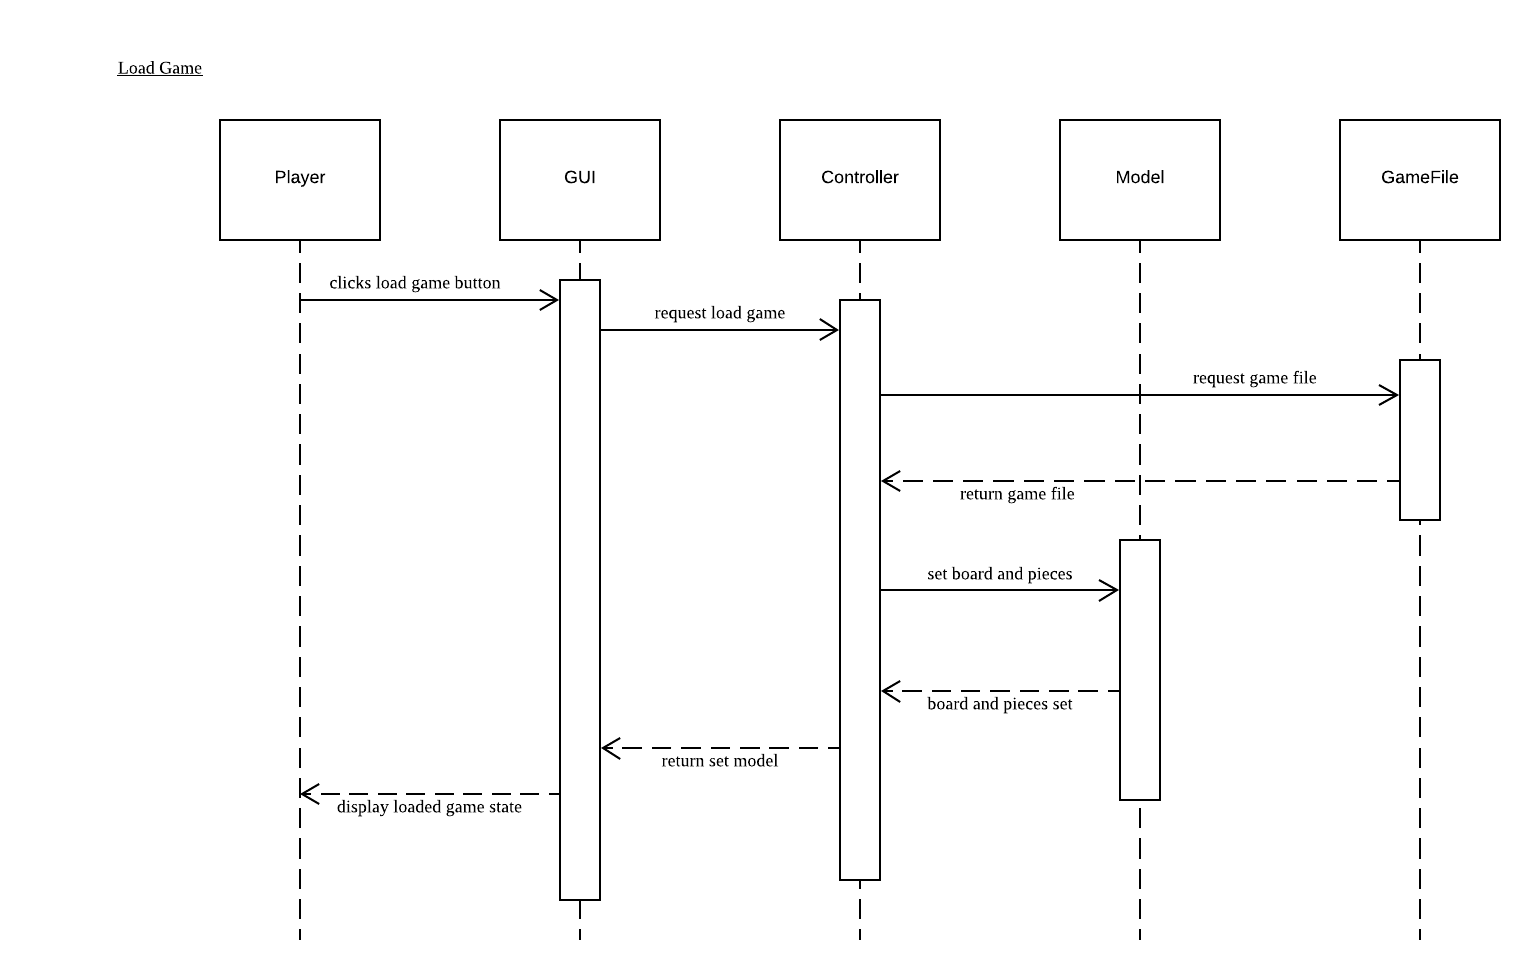 Load Game
Player
GUI
Controller
Model
GameFile
clicks load game button
request load game
request game file
return game file
set board and pieces
board and pieces set
return set model
display loaded game state